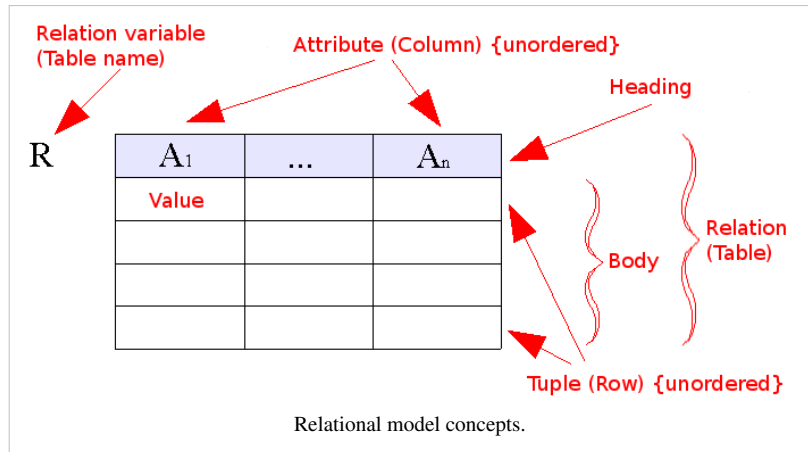 Relation variable
(Table name)
Attribute (Column) {unordered}
Heading
R
A1
...
An
Value
Body
Relation
(Table)
Tuple (Row) {unordered}
Relational model concepts.